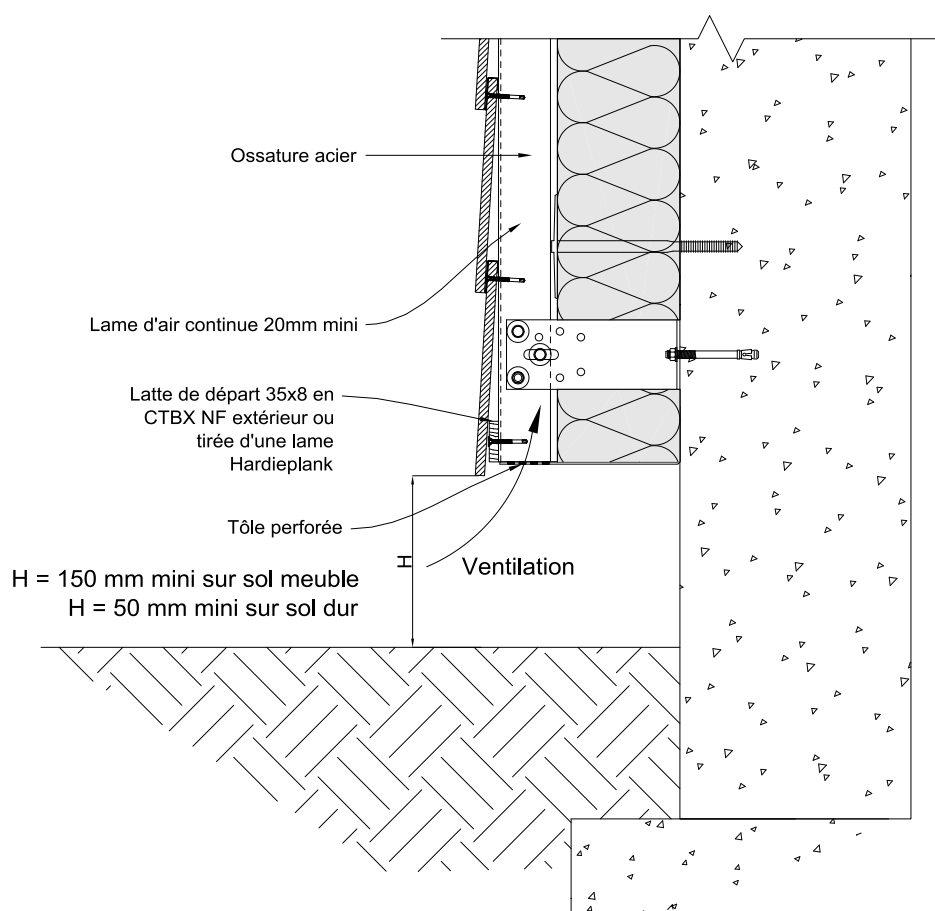 Ossature acier
Lame d'air continue 20mm mini
Latte de départ 35x8 en
CTBX NF extérieur ou
tirée d'une lame
Hardieplank
Tôle perforée
H
Ventilation
H = 150 mm mini sur sol meuble
H = 50 mm mini sur sol dur